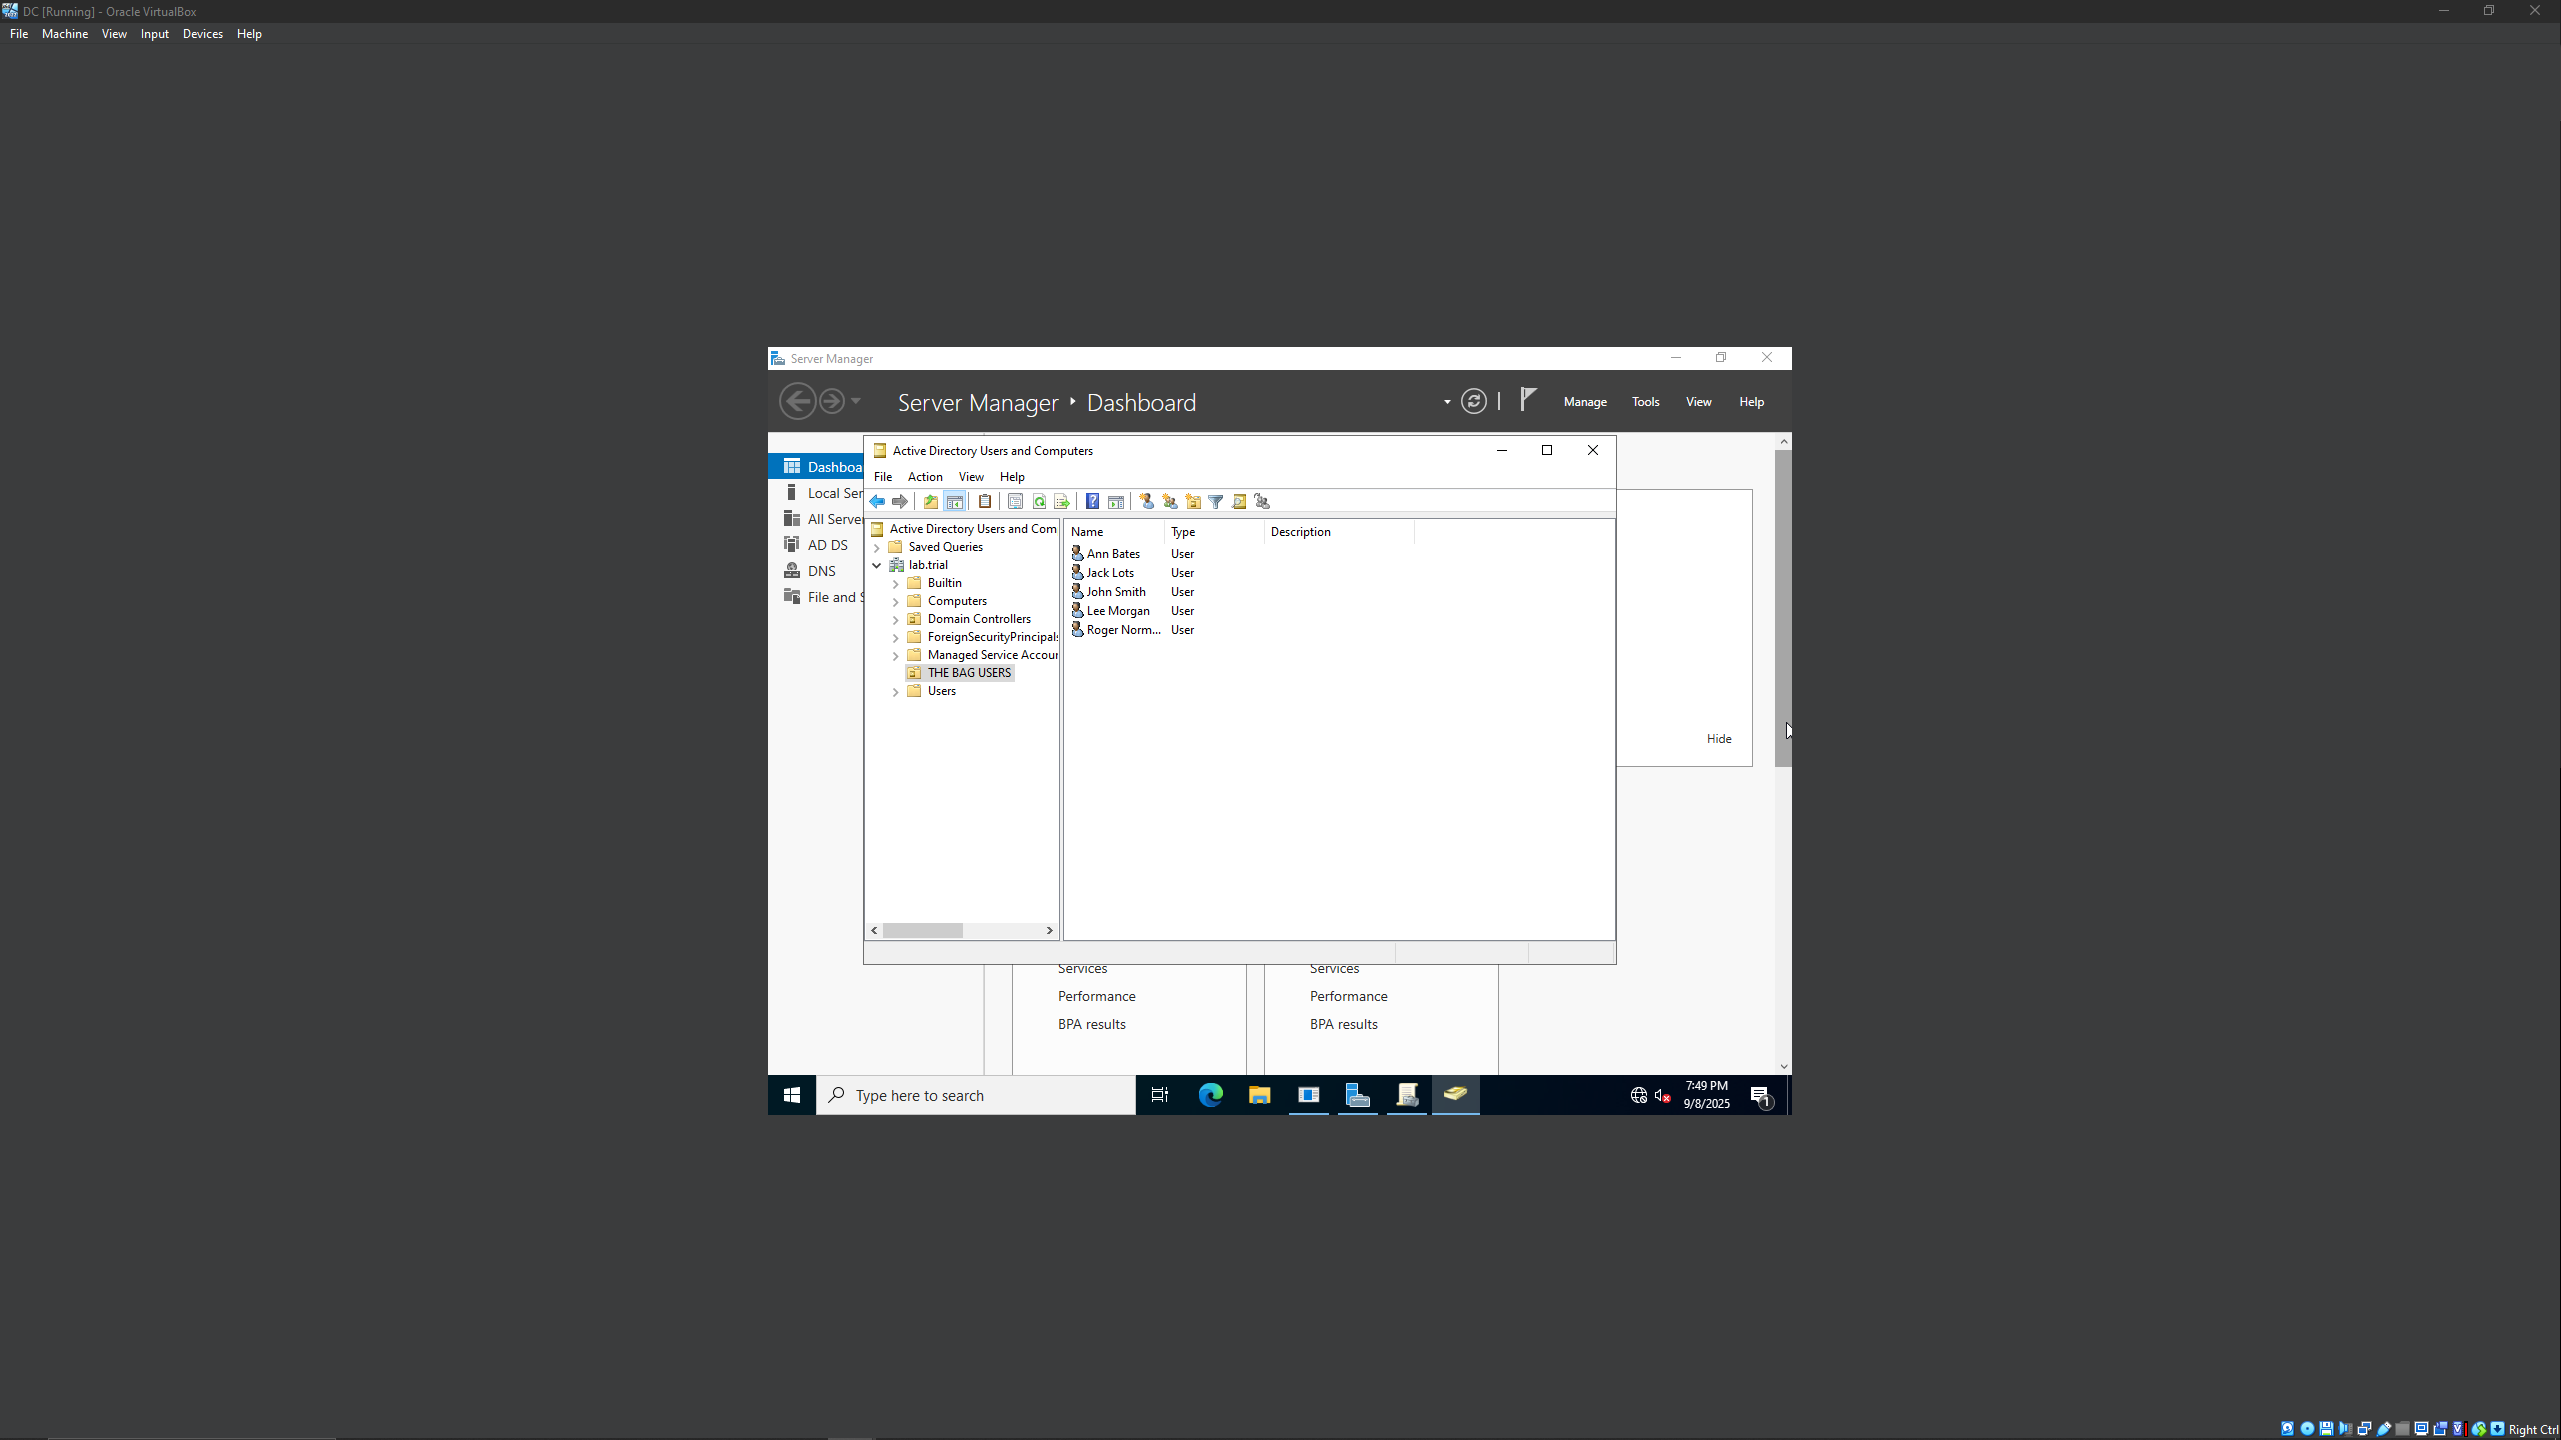 DC [Running] - Oracle VirtualBox
File Machine View Input Devices Help
Server Manager
Server Manager Dashboard
Manage Tools View Help
Dashboa
Local Ser
All Server
AD DS
DNS
File and S
Active Directory Users and Computers
File Action View Help
Active Directory Users and Com
Saved Queries
lab.trial
Builtin
Computers
Domain Controllers
ForeignSecurityPrincipals
Managed Service Accour
THE BAG USERS
Users
Name Type Description
Ann Bates User
Jack Lots User
John Smith User
Lee Morgan User
Roger Norm... User
Hide
Services Services
Performance Performance
BPA results BPA results
Type here to search
7:49 PM
9/8/2025
1
Right Ctrl